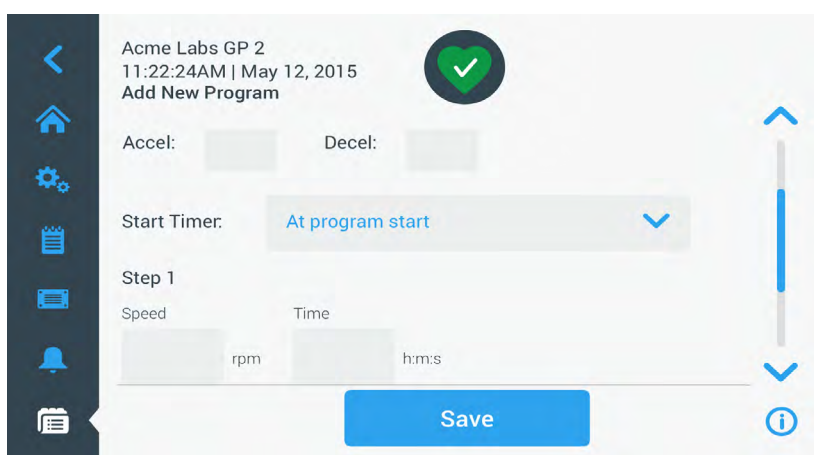 Acme Labs GP 2
11:22:24AM | May 12, 2015
Add New Program
Accel: Decel:
Start Timer: At program start
Step 1
Speed Time
rpm h:m:s
Save